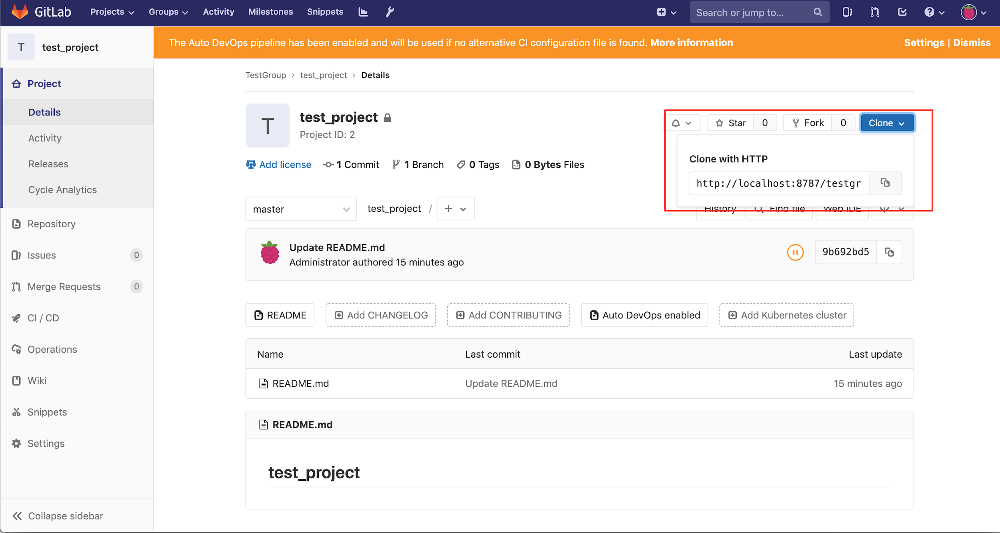 GitLab Projects Groups Activity Milestones Snippets Search or jump to...
T test_project
The Auto DevOps pipeline has been enabled and will be used if no alternative CI configuration file is found. More information Settings | Dismiss
Project
Details
Activity
Releases
Cycle Analytics
Repository
Issues 0
Merge Requests 0
CI / CD
Operations
Wiki
Snippets
Settings
Collapse sidebar
TestGroup > test_project > Details
T
test_project
Project ID: 2
Star 0 Fork 0 Clone
Clone with HTTP
http://localhost:8787/testgr
Add license 1 Commit 1 Branch 0 Tags 0 Bytes Files
master test_project / + History Find file Web IDE
Update README.md
Administrator authored 15 minutes ago
9b692bd5
README Add CHANGELOG Add CONTRIBUTING Auto DevOps enabled Add Kubernetes cluster
Name Last commit Last update
README.md Update README.md 15 minutes ago
README.md
test_project